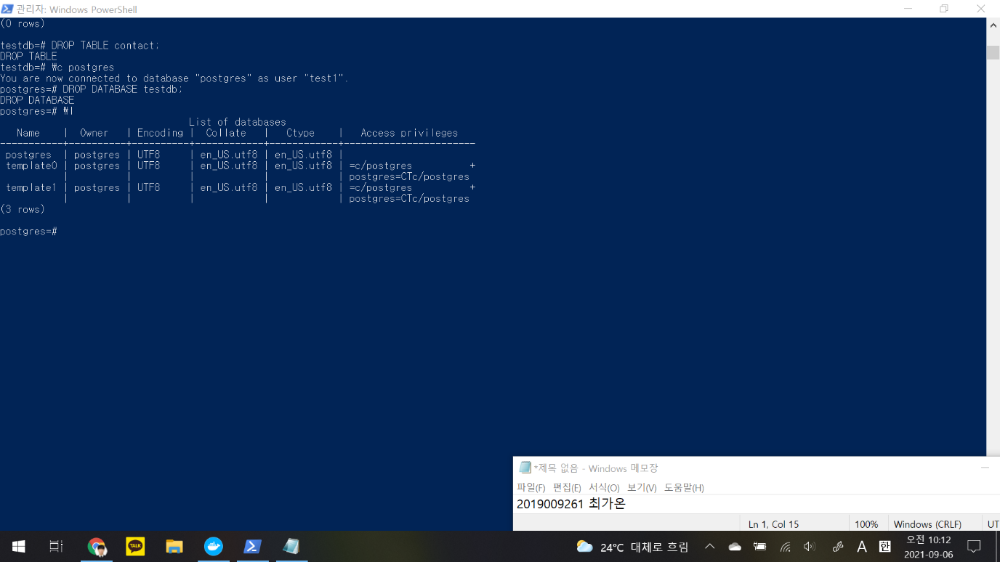 관리자: Windows PowerShell
(0 rows)
testdb=# DROP TABLE contact;
DROP TABLE
testdb=# ₩c postgres
You are now connected to database "postgres" as user "test1".
postgres=# DROP DATABASE testdb;
DROP DATABASE
postgres=# ₩l
List of databases
Name | Owner | Encoding | Collate | Ctype | Access privileges
-----------+----------+----------+------------+------------+-----------------------
postgres | postgres | UTF8 | en_US.utf8 | en_US.utf8 |
template0 | postgres | UTF8 | en_US.utf8 | en_US.utf8 | =c/postgres +
| | | | | postgres=CTc/postgres
template1 | postgres | UTF8 | en_US.utf8 | en_US.utf8 | =c/postgres +
| | | | | postgres=CTc/postgres
(3 rows)
postgres=#
*제목 없음 - Windows 메모장
파일(F) 편집(E) 서식(O) 보기(V) 도움말(H)
2019009261 최가온
Ln 1, Col 15 100% Windows (CRLF) UT
TALK 24°C 대체로 흐림 A 한 오전 10:12
2021-09-06